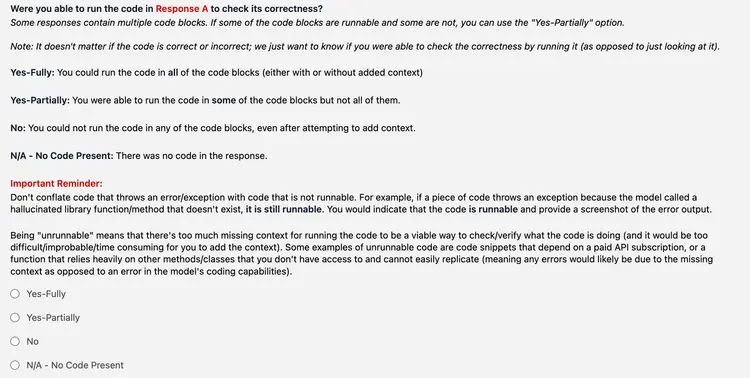 Were you able to run the code in Response A to check its correctness?
Some responses contain multiple code blocks. If some of the code blocks are runnable and some are not, you can use the "Yes-Partially" option.
Note: It doesn't matter if the code is correct or incorrect; we just want to know if you were able to check the correctness by running it (as opposed to just looking at it).
Yes-Fully: You could run the code in all of the code blocks (either with or without added context)
Yes-Partially: You were able to run the code in some of the code blocks but not all of them.
No: You could not run the code in any of the code blocks, even after attempting to add context.
N/A - No Code Present: There was no code in the response.
Important Reminder:
Don't conflate code that throws an error/exception with code that is not runnable. For example, if a piece of code throws an exception because the model called a
hallucinated library function/method that doesn't exist, it is still runnable. You would indicate that the code is runnable and provide a screenshot of the error output.
Being "unrunnable" means that there's too much missing context for running the code to be a viable way to check/verify what the code is doing (and it would be too
difficult/improbable/time consuming for you to add the context). Some examples of unrunnable code are code snippets that depend on a paid API subscription, or a
function that relies heavily on other methods/classes that you don't have access to and cannot easily replicate (meaning any errors would likely be due to the missing
context as opposed to an error in the model's coding capabilities).
Yes-Fully
Yes-Partially
No
N/A - No Code Present